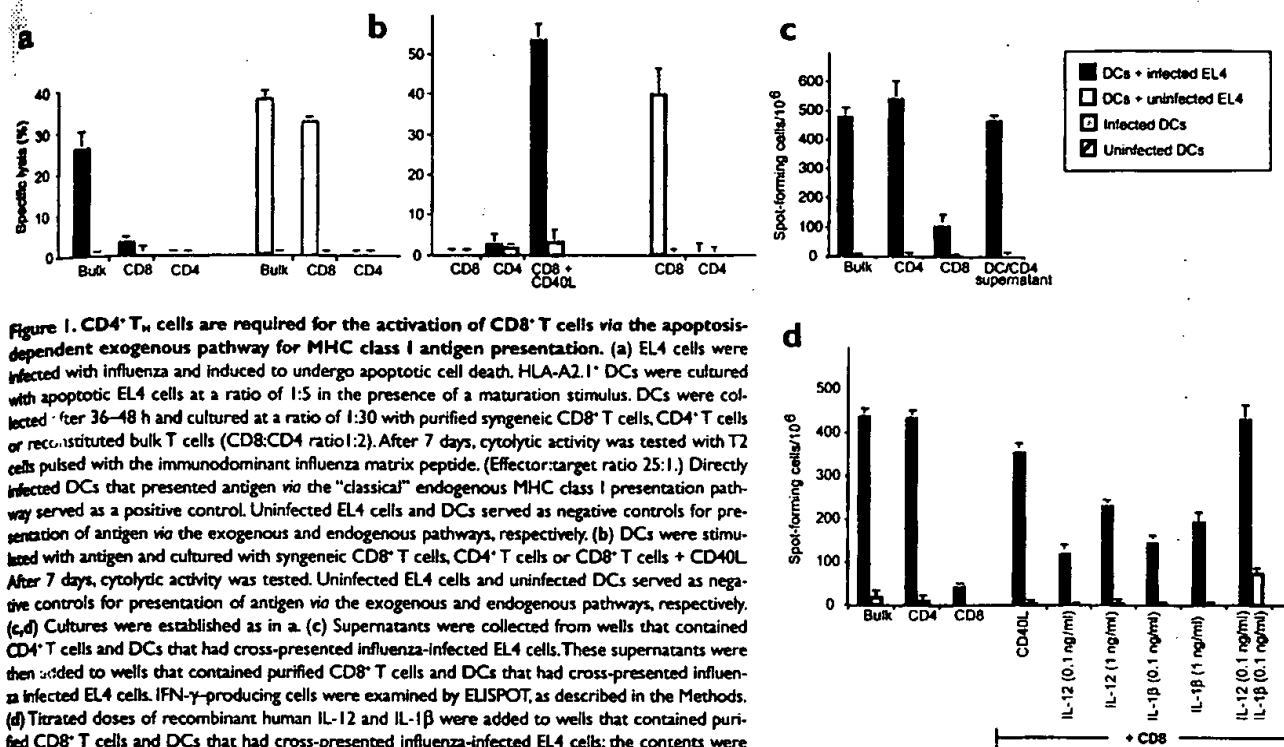 a
b
c
d
Specific lysis (%)
40
30
20
10
0
Bulk
CD8
CD4
Bulk
CD8
CD4
50
40
30
20
10
0
CD8
CD4
CD8 +
CD40L
CD8
CD4
Spot-forming cells/10⁶
600
500
400
300
200
100
0
Bulk
CD4
CD8
DC/CD4
supernatant
DCs + infected EL4
DCs + uninfected EL4
Infected DCs
Uninfected DCs
Figure 1. CD4⁺ T_H cells are required for the activation of CD8⁺ T cells via the apoptosis-
dependent exogenous pathway for MHC class I antigen presentation. (a) EL4 cells were
infected with influenza and induced to undergo apoptotic cell death. HLA-A2.1⁺ DCs were cultured
with apoptotic EL4 cells at a ratio of 1:5 in the presence of a maturation stimulus. DCs were col-
lected after 36–48 h and cultured at a ratio of 1:30 with purified syngeneic CD8⁺ T cells, CD4⁺ T cells
or reconstituted bulk T cells (CD8:CD4 ratio1:2). After 7 days, cytolytic activity was tested with T2
cells pulsed with the immunodominant influenza matrix peptide. (Effector:target ratio 25:1.) Directly
infected DCs that presented antigen via the "classical" endogenous MHC class I presentation path-
way served as a positive control. Uninfected EL4 cells and DCs served as negative controls for pre-
sentation of antigen via the exogenous and endogenous pathways, respectively. (b) DCs were stimu-
lated with antigen and cultured with syngeneic CD8⁺ T cells, CD4⁺ T cells or CD8⁺ T cells + CD40L.
After 7 days, cytolytic activity was tested. Uninfected EL4 cells and uninfected DCs served as nega-
tive controls for presentation of antigen via the exogenous and endogenous pathways, respectively.
(c,d) Cultures were established as in a. (c) Supernatants were collected from wells that contained
CD4⁺ T cells and DCs that had cross-presented influenza-infected EL4 cells. These supernatants were
then added to wells that contained purified CD8⁺ T cells and DCs that had cross-presented influen-
za infected EL4 cells. IFN-γ–producing cells were examined by ELISPOT, as described in the Methods.
(d) Titrated doses of recombinant human IL-12 and IL-1β were added to wells that contained puri-
fied CD8⁺ T cells and DCs that had cross-presented influenza-infected EL4 cells; the contents were
Spot-forming cells/10⁶
500
400
300
200
100
0
Bulk
CD4
CD8
CD40L
IL-12 (0.1 ng/ml)
IL-12 (1 ng/ml)
IL-1β (0.1 ng/ml)
IL-1β (1 ng/ml)
IL-12 (0.1 ng/ml)
IL-1β (0.1 ng/ml)
+ CD8